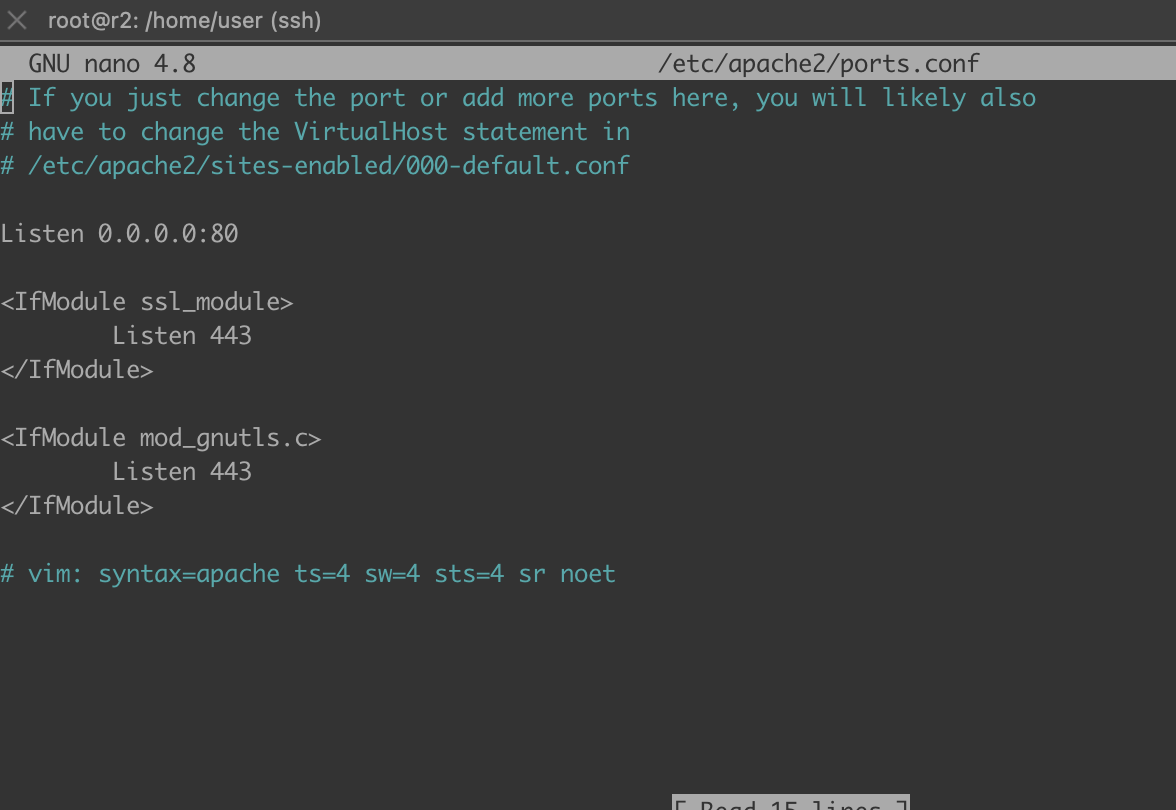 root@r2: /home/user (ssh)
GNU nano 4.8 /etc/apache2/ports.conf
# If you just change the port or add more ports here, you will likely also
# have to change the VirtualHost statement in
# /etc/apache2/sites-enabled/000-default.conf
Listen 0.0.0.0:80
<IfModule ssl_module>
Listen 443
</IfModule>
<IfModule mod_gnutls.c>
Listen 443
</IfModule>
# vim: syntax=apache ts=4 sw=4 sts=4 sr noet
[ Read 15 lines ]